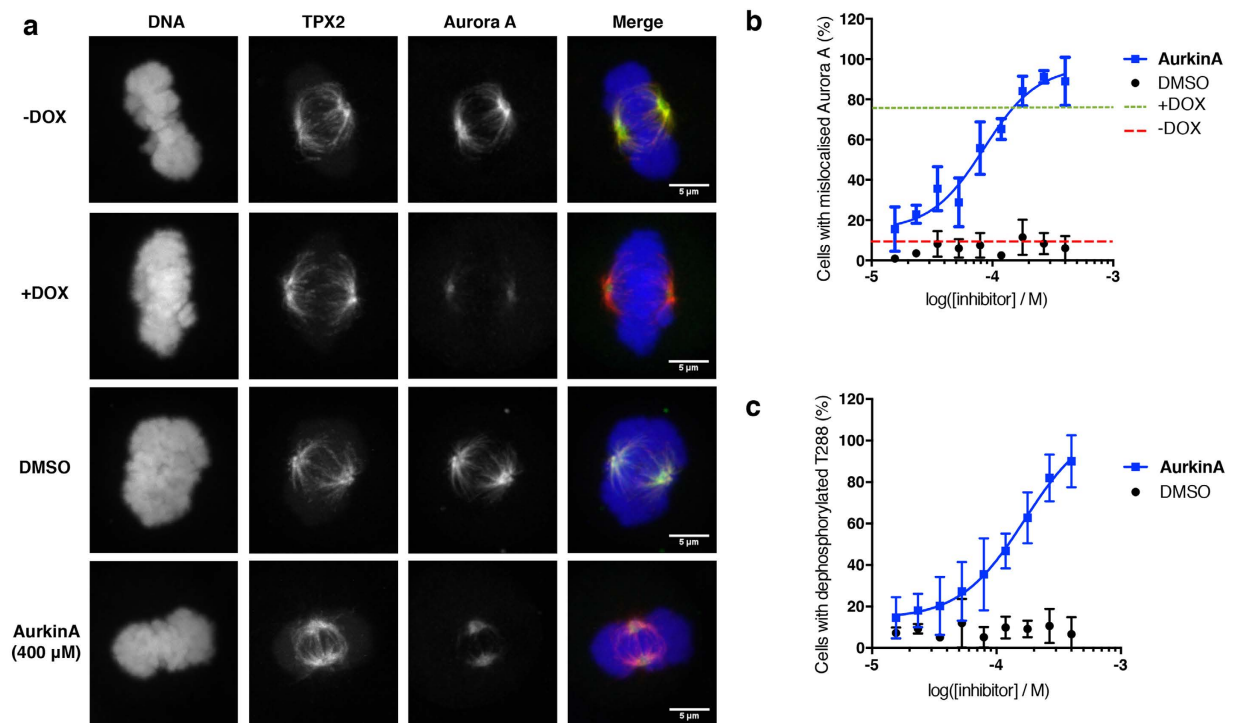 a
DNA
TPX2
Aurora A
Merge
-DOX
5 µm
+DOX
5 µm
DMSO
5 µm
AurkinA
(400 µM)
5 µm
b
Cells with mislocalised Aurora A (%)
120
100
80
60
40
20
0
-5
-4
-3
log([inhibitor] / M)
AurkinA
DMSO
+DOX
-DOX
c
Cells with dephosphorylated T288 (%)
120
100
80
60
40
20
0
-5
-4
-3
log([inhibitor] / M)
AurkinA
DMSO